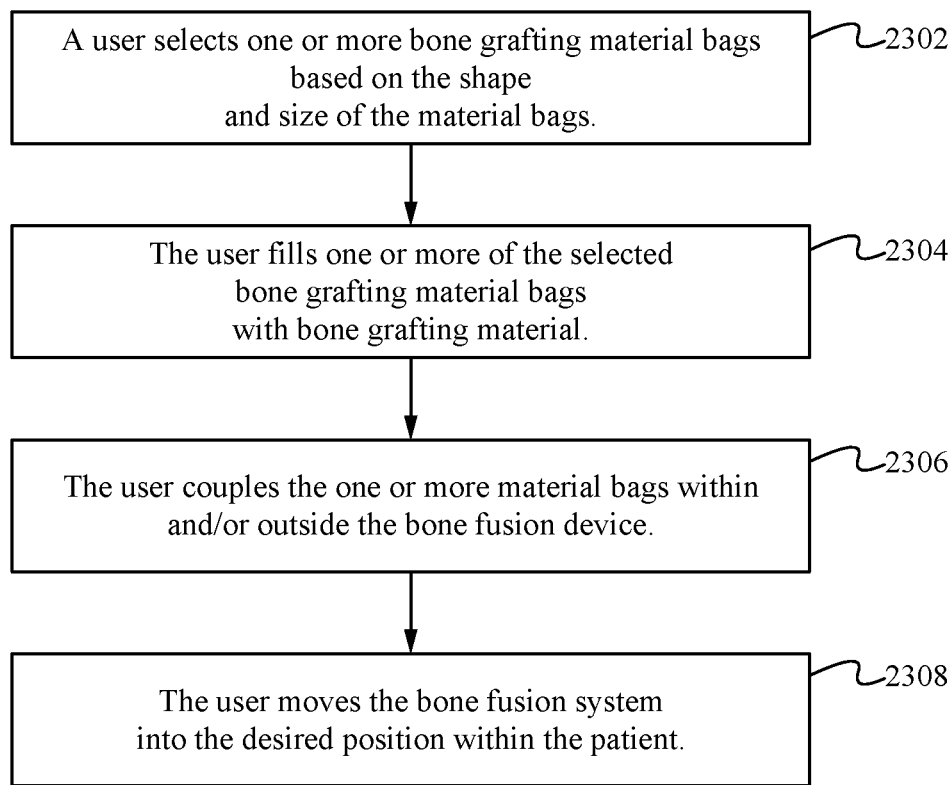 A user selects one or more bone grafting material bags
based on the shape
and size of the material bags.
2302
The user fills one or more of the selected
bone grafting material bags
with bone grafting material.
2304
The user couples the one or more material bags within
and/or outside the bone fusion device.
2306
The user moves the bone fusion system
into the desired position within the patient.
2308